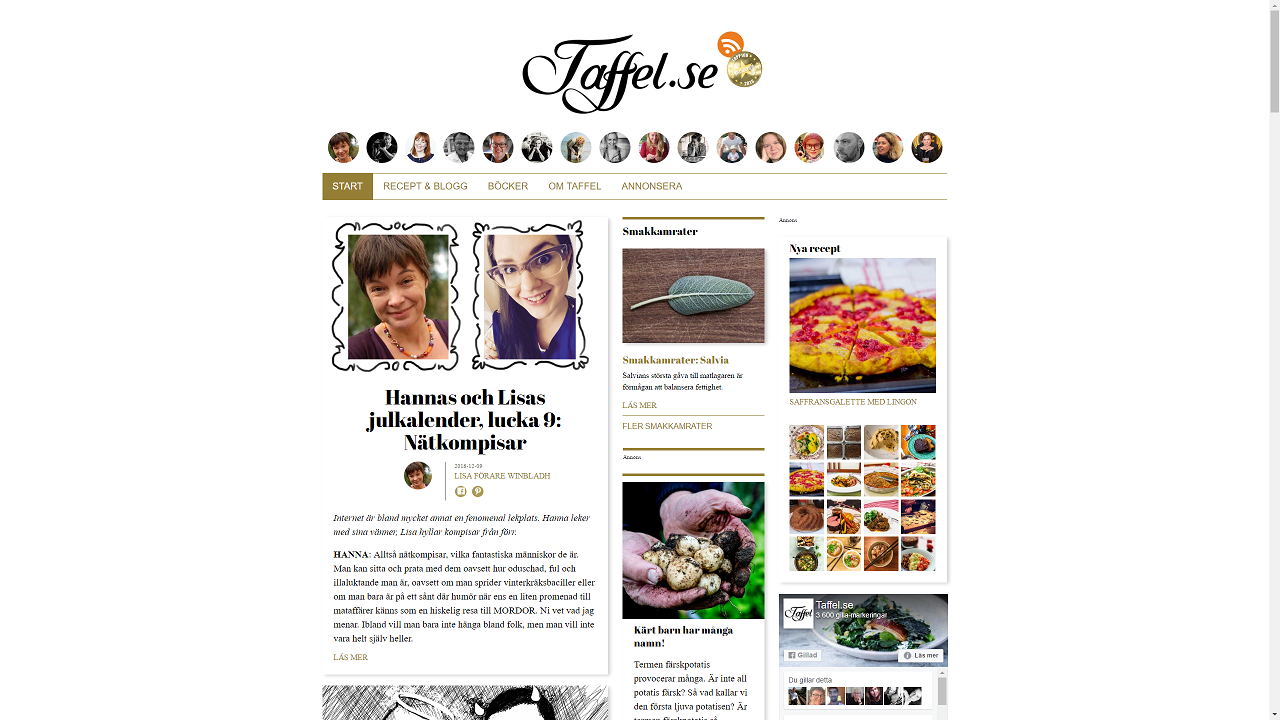 Taffel.se
START
RECEPT & BLOGG
BÖCKER
OM TAFFEL
ANNONSERA
Hannas och Lisas
julkalender, lucka 9:
Nätkompisar
2018-12-09
LISA FÖRARE WINBLADH
Internet är bland mycket annat en fenomenal lekplats. Hanna leker
med sina vänner, Lisa hyllar kompisar från förr.
HANNA: Alltså nätkompisar, vilka fantastiska människor de är.
Man kan sitta och prata med dem oavsett hur oduschad, ful och
illaluktande man är, oavsett om man sprider vinterkräksbaciller eller
om man bara är på ett sånt där humör när ens en liten promenad till
mataffärer känns som en hiskelig resa till MORDOR. Ni vet vad jag
menar. Ibland vill man bara inte hänga bland folk, men man vill inte
vara helt själv heller.
LÄS MER
Smakkamrater
Smakkamrater: Salvia
Salvians största gåva till matlagaren är
förmågan att balansera fettighet.
LÄS MER
FLER SMAKKAMRATER
Annons
Kärt barn har många
namn!
Termen färskpotatis
provocerar många. Är inte all
potatis färsk? Så vad kallar vi
den första ljuva potatisen? Är
termen färskpotatis så
Annons
Nya recept
SAFFRANSGALETTE MED LINGON
Taffel
Taffel.se
3 600 gilla-markeringar
Gillad
Läs mer
Du gillar detta